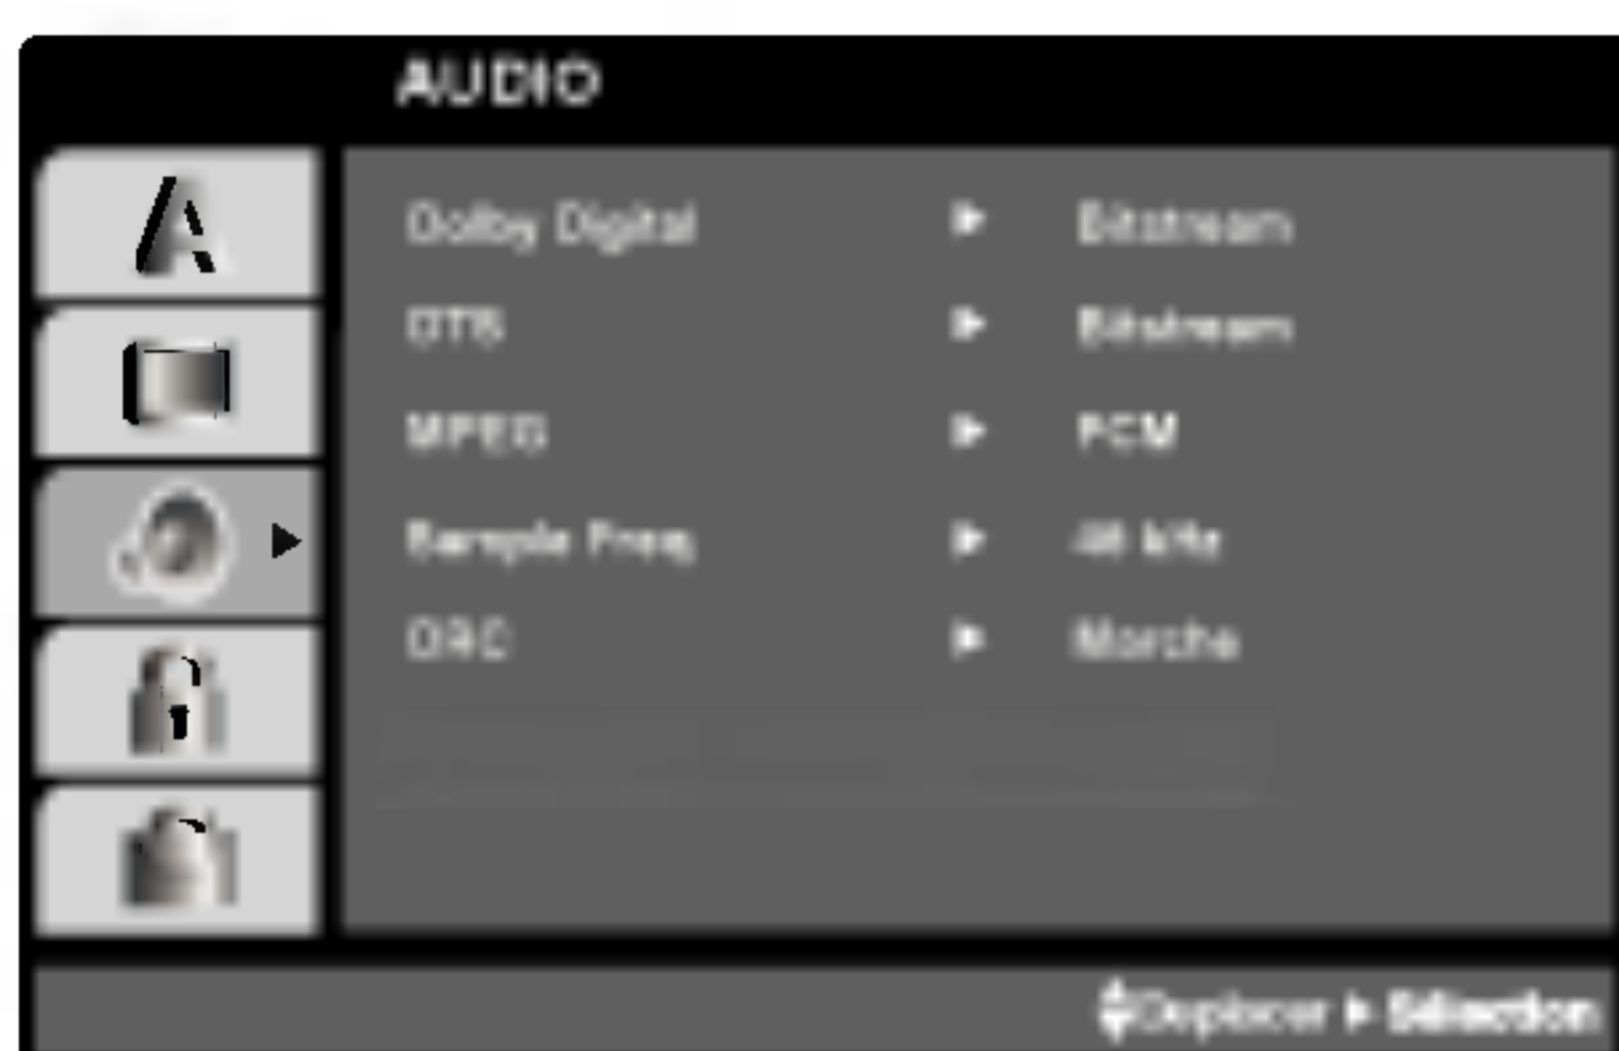 AUDIO
A
Dolby Digital Bitstream
DTS Bitstream
MPEG PCM
Sample Freq. 48 kHz
DRC Marche
Déplacer Sélection